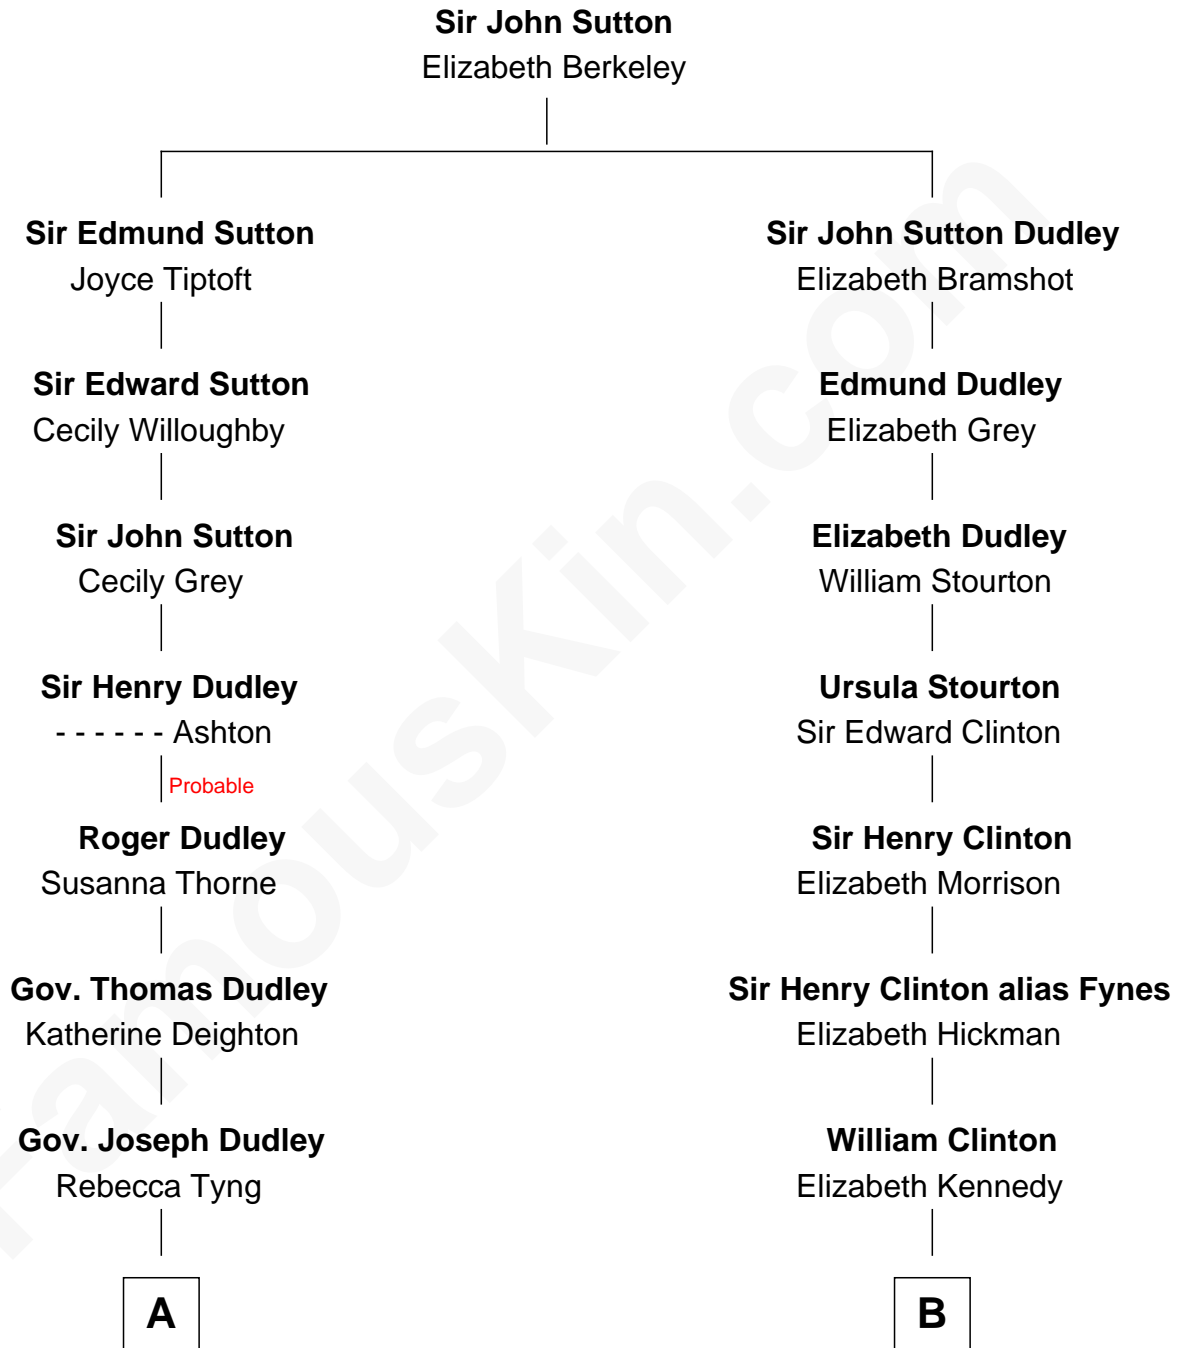 Sir John Sutton
Elizabeth Berkeley
Sir Edmund Sutton
Joyce Tiptoft
Sir Edward Sutton
Cecily Willoughby
Sir John Sutton
Cecily Grey
Sir Henry Dudley
- - - - - - Ashton
Probable
Roger Dudley
Susanna Thorne
Gov. Thomas Dudley
Katherine Deighton
Gov. Joseph Dudley
Rebecca Tyng
A
Sir John Sutton Dudley
Elizabeth Bramshot
Edmund Dudley
Elizabeth Grey
Elizabeth Dudley
William Stourton
Ursula Stourton
Sir Edward Clinton
Sir Henry Clinton
Elizabeth Morrison
Sir Henry Clinton alias Fynes
Elizabeth Hickman
William Clinton
Elizabeth Kennedy
B
FamousKin.com